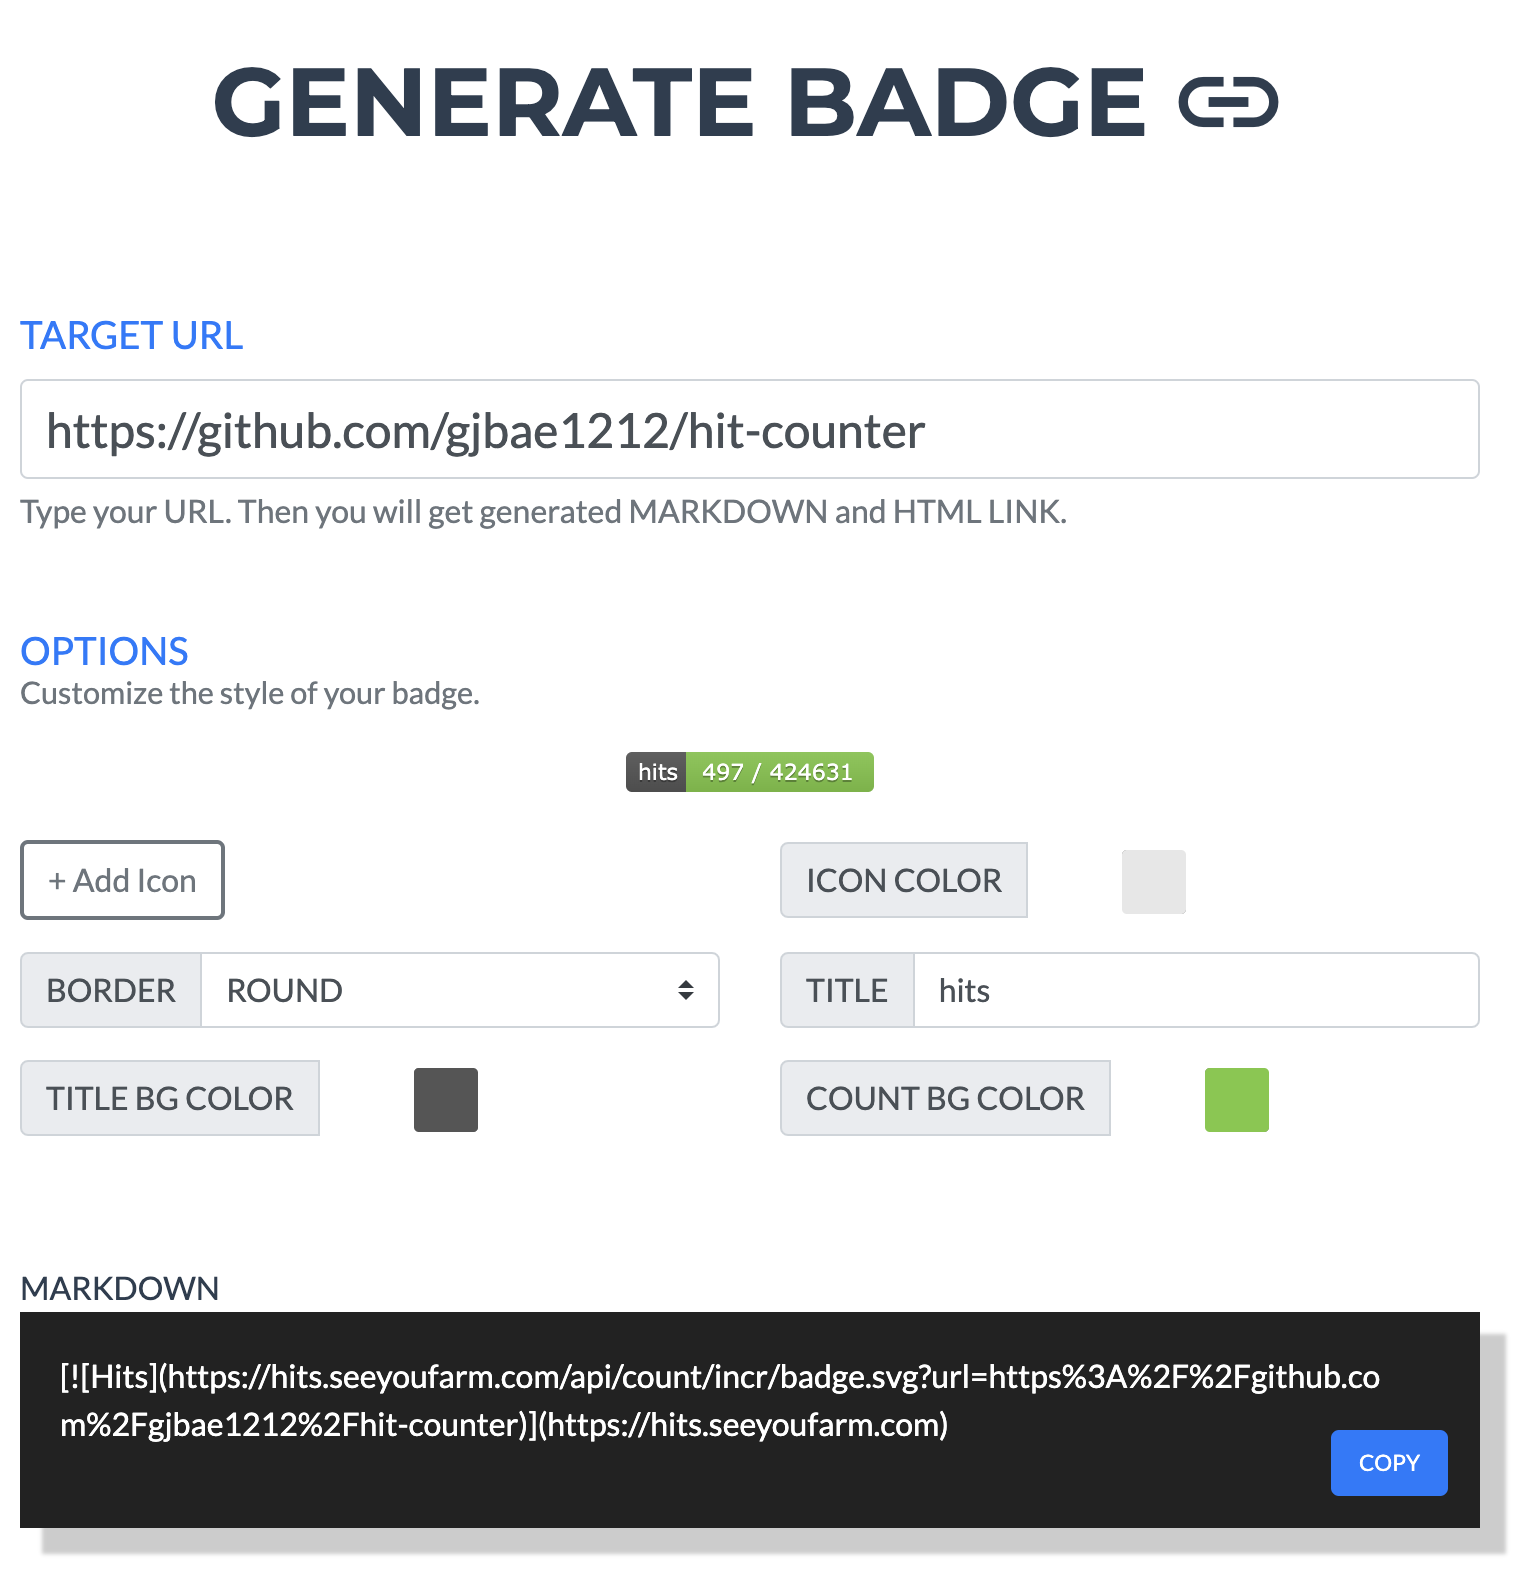 GENERATE BADGE
TARGET URL
https://github.com/gjbae1212/hit-counter
Type your URL. Then you will get generated MARKDOWN and HTML LINK.
OPTIONS
Customize the style of your badge.
hits 497 / 424631
+ Add Icon
ICON COLOR
BORDER ROUND
TITLE hits
TITLE BG COLOR
COUNT BG COLOR
MARKDOWN
[![Hits](https://hits.seeyoufarm.com/api/count/incr/badge.svg?url=https%3A%2F%2Fgithub.co
m%2Fgjbae1212%2Fhit-counter)](https://hits.seeyoufarm.com)
COPY